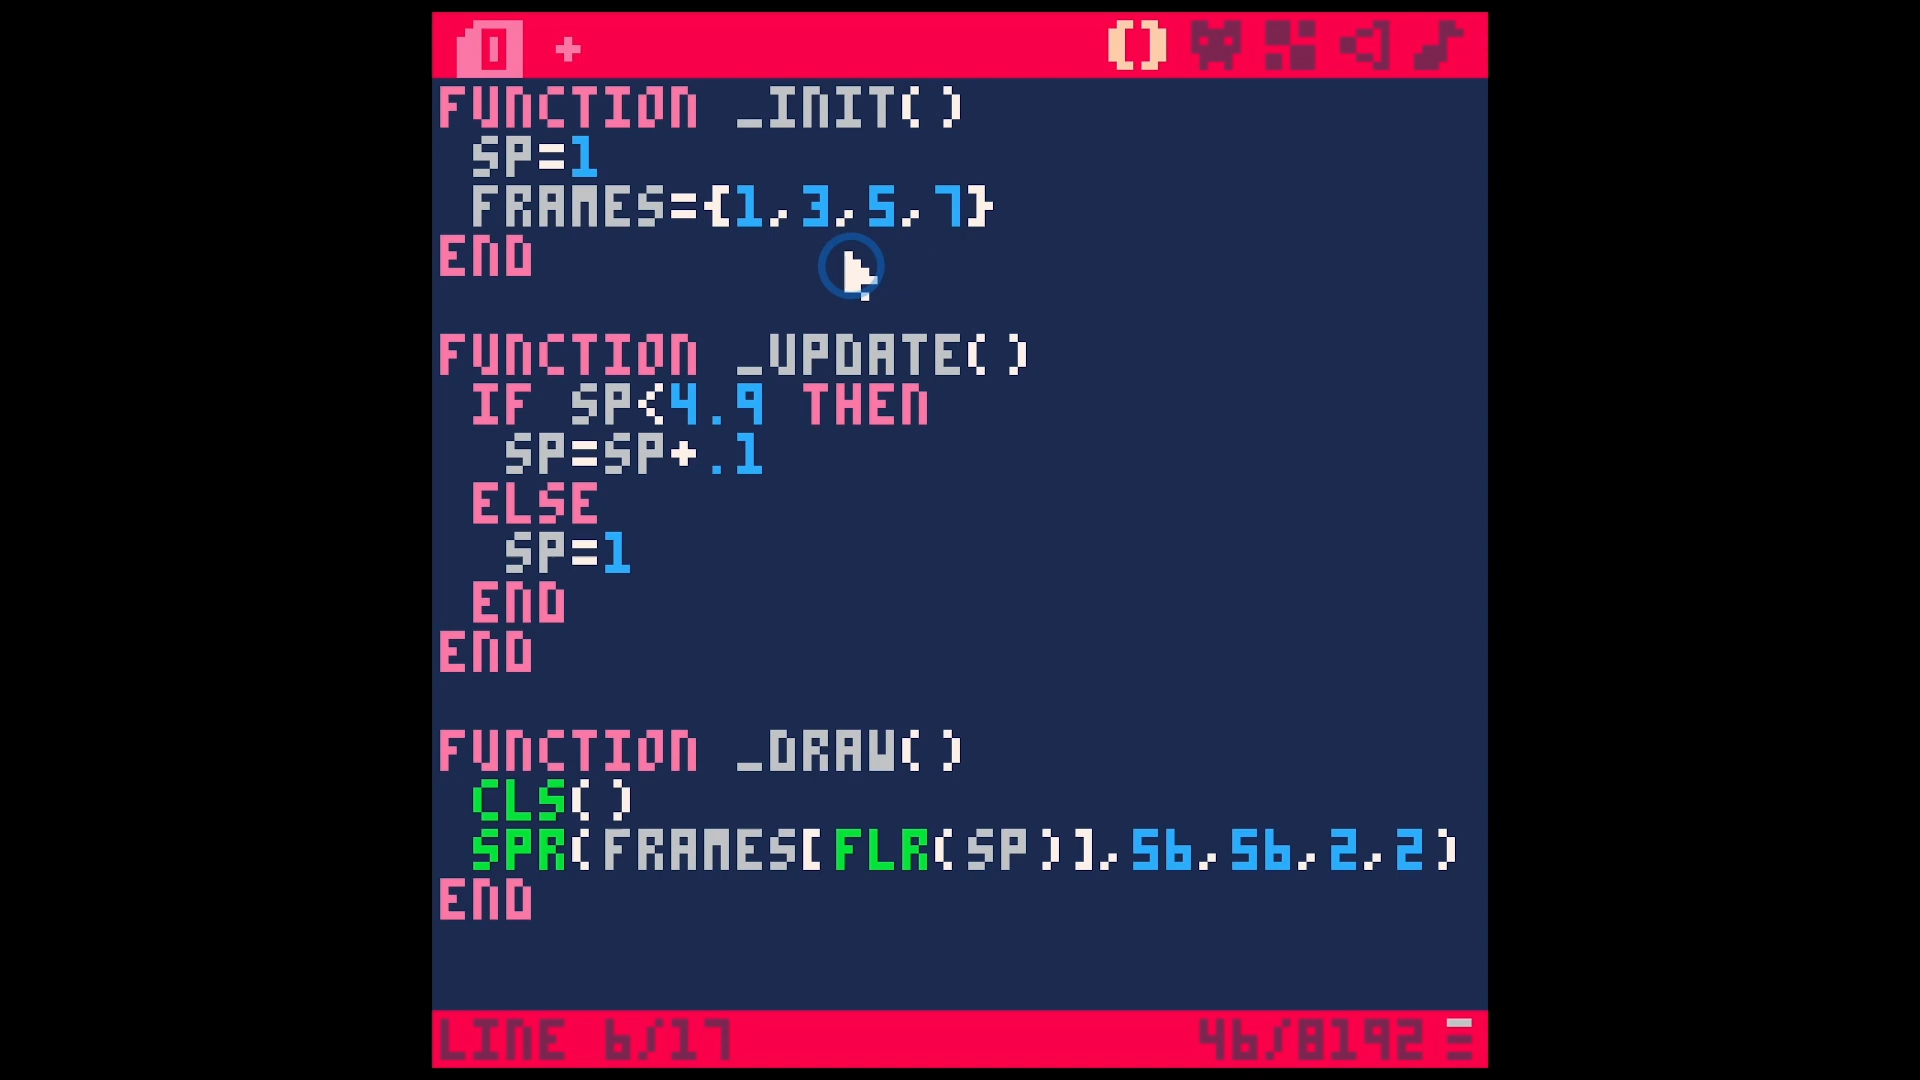 0 +
FUNCTION _INIT()
SP=1
FRAMES={1,3,5,7}
END
FUNCTION _UPDATE()
IF SP<4.9 THEN
SP=SP+.1
ELSE
SP=1
END
END
FUNCTION _DRAW()
CLS()
SPR(FRAMES[FLR(SP)],56,56,2,2)
END
LINE 6/17 46/8192